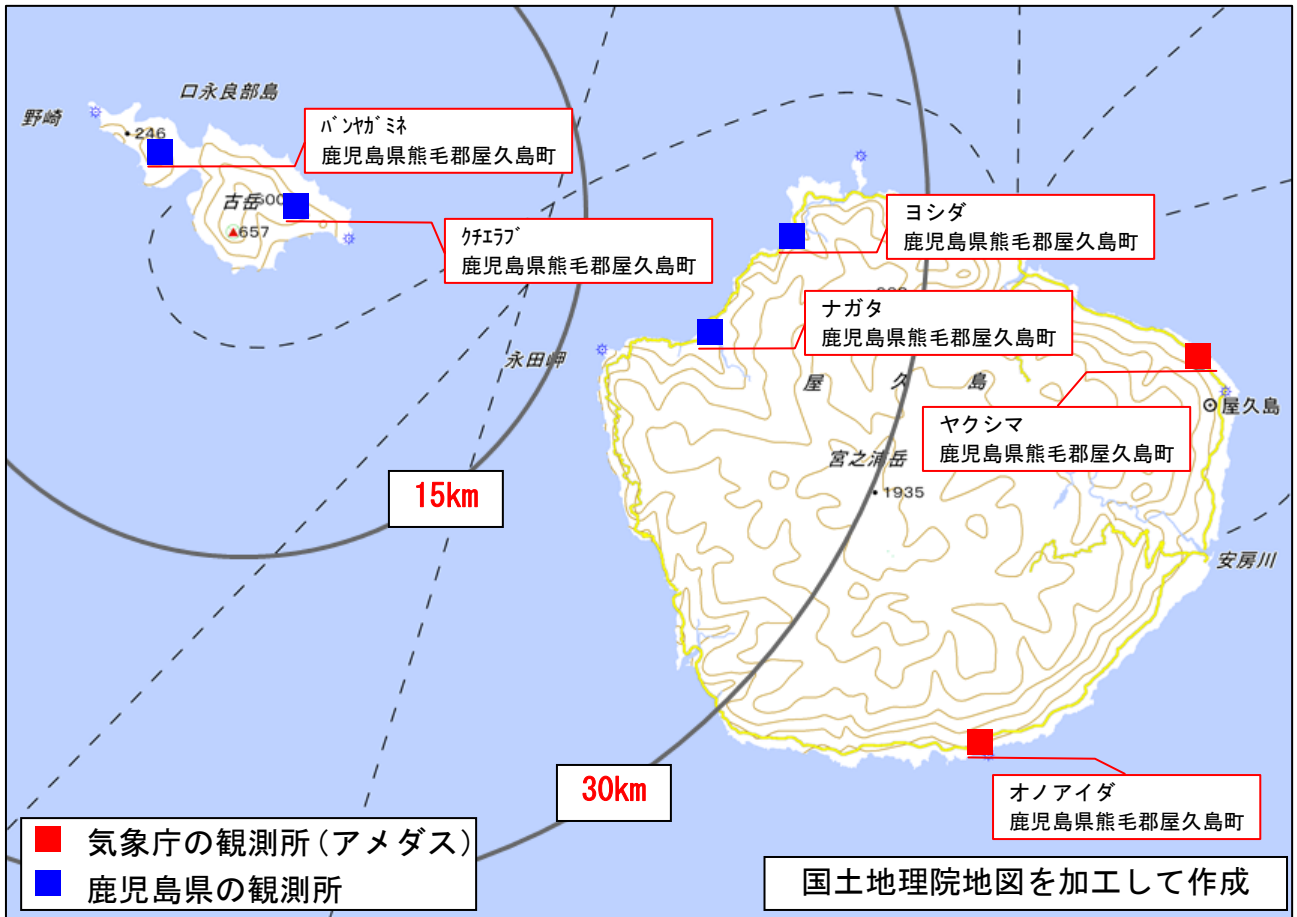 口永良部島
野崎
・246
ﾊﾞﾝﾔｶﾞﾐﾈ
鹿児島県熊毛郡屋久島町
古岳
657
ｸﾁｴﾗﾌﾞ
鹿児島県熊毛郡屋久島町
ヨシダ
鹿児島県熊毛郡屋久島町
ナガタ
鹿児島県熊毛郡屋久島町
永田岬
屋久島
屋久島
ヤクシマ
鹿児島県熊毛郡屋久島町
宮之浦岳
・1935
15km
安房川
30km
オノアイダ
鹿児島県熊毛郡屋久島町
気象庁の観測所(アメダス)
鹿児島県の観測所
国土地理院地図を加工して作成